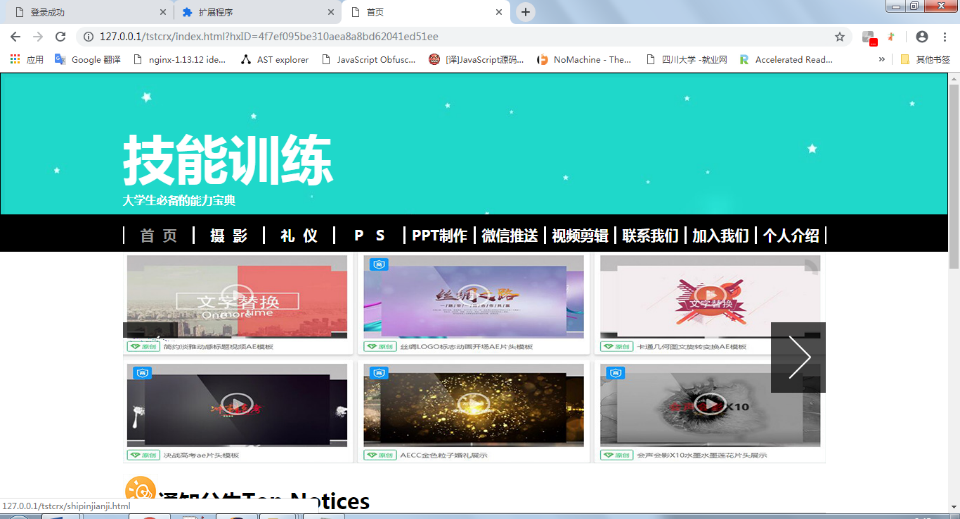 登录成功
扩展程序
首页
127.0.0.1/tstcrx/index.html?hxID=4f7ef095be310aea8a8bd62041ed51ee
应用
Google 翻译
nginx-1.13.12 ide...
AST explorer
JavaScript Obfusc...
[译]JavaScript源码...
NoMachine - The...
四川大学 -就业网
Accelerated Read...
»
其他书签
技能训练
大学生必备的能力宝典
首 页
摄 影
礼 仪
P S
PPT制作
微信推送
视频剪辑
联系我们
加入我们
个人介绍
文字替换
丝绸之路
文字替换
原创 简约淡雅动感标题视频AE模板
原创 丝绸LOGO标志动画开场AE片头模板
原创 卡通几何图文旋转变换AE模板
X10
原创 决战高考ae片头模板
原创 AECC金色粒子婚礼展示
原创 会声会影X10水墨水墨莲花片头展示
通知公告Top Notices
127.0.0.1/tstcrx/shipinjianji.html